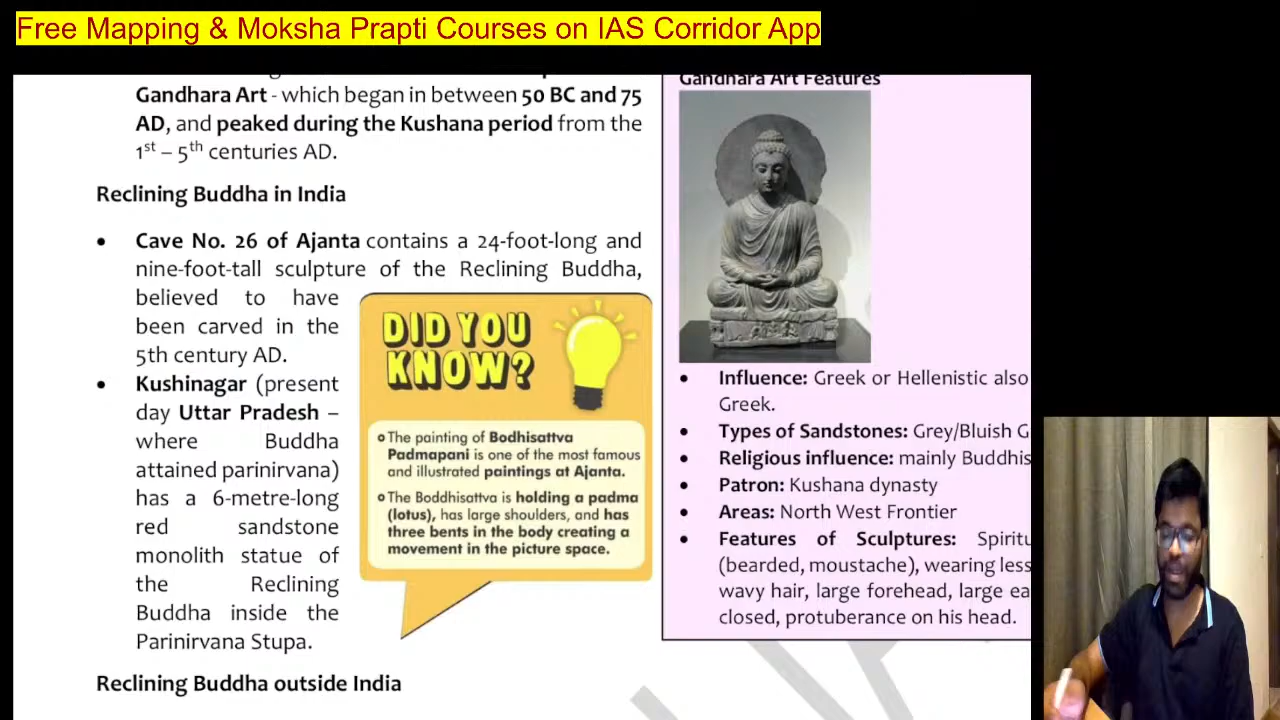 Free Mapping & Moksha Prapti Courses on IAS Corridor App
Gandhara Art - which began in between 50 BC and 75
AD, and peaked during the Kushana period from the
1st – 5th centuries AD.
Reclining Buddha in India
• Cave No. 26 of Ajanta contains a 24-foot-long and
nine-foot-tall sculpture of the Reclining Buddha,
believed to have
been carved in the
5th century AD.
• Kushinagar (present
day Uttar Pradesh –
where Buddha
attained parinirvana)
has a 6-metre-long
red sandstone
monolith statue of
the Reclining
Buddha inside the
Parinirvana Stupa.
DID YOU
KNOW?
The painting of Bodhisattva
Padmapani is one of the most famous
and illustrated paintings at Ajanta.
The Boddhisattva is holding a padma
(lotus), has large shoulders, and has
three bents in the body creating a
movement in the picture space.
Reclining Buddha outside India
Gandhara Art Features
• Influence: Greek or Hellenistic also
Greek.
• Types of Sandstones: Grey/Bluish G
• Religious influence: mainly Buddhis
• Patron: Kushana dynasty
• Areas: North West Frontier
• Features of Sculptures: Spiritu
(bearded, moustache), wearing less
wavy hair, large forehead, large ea
closed, protuberance on his head.